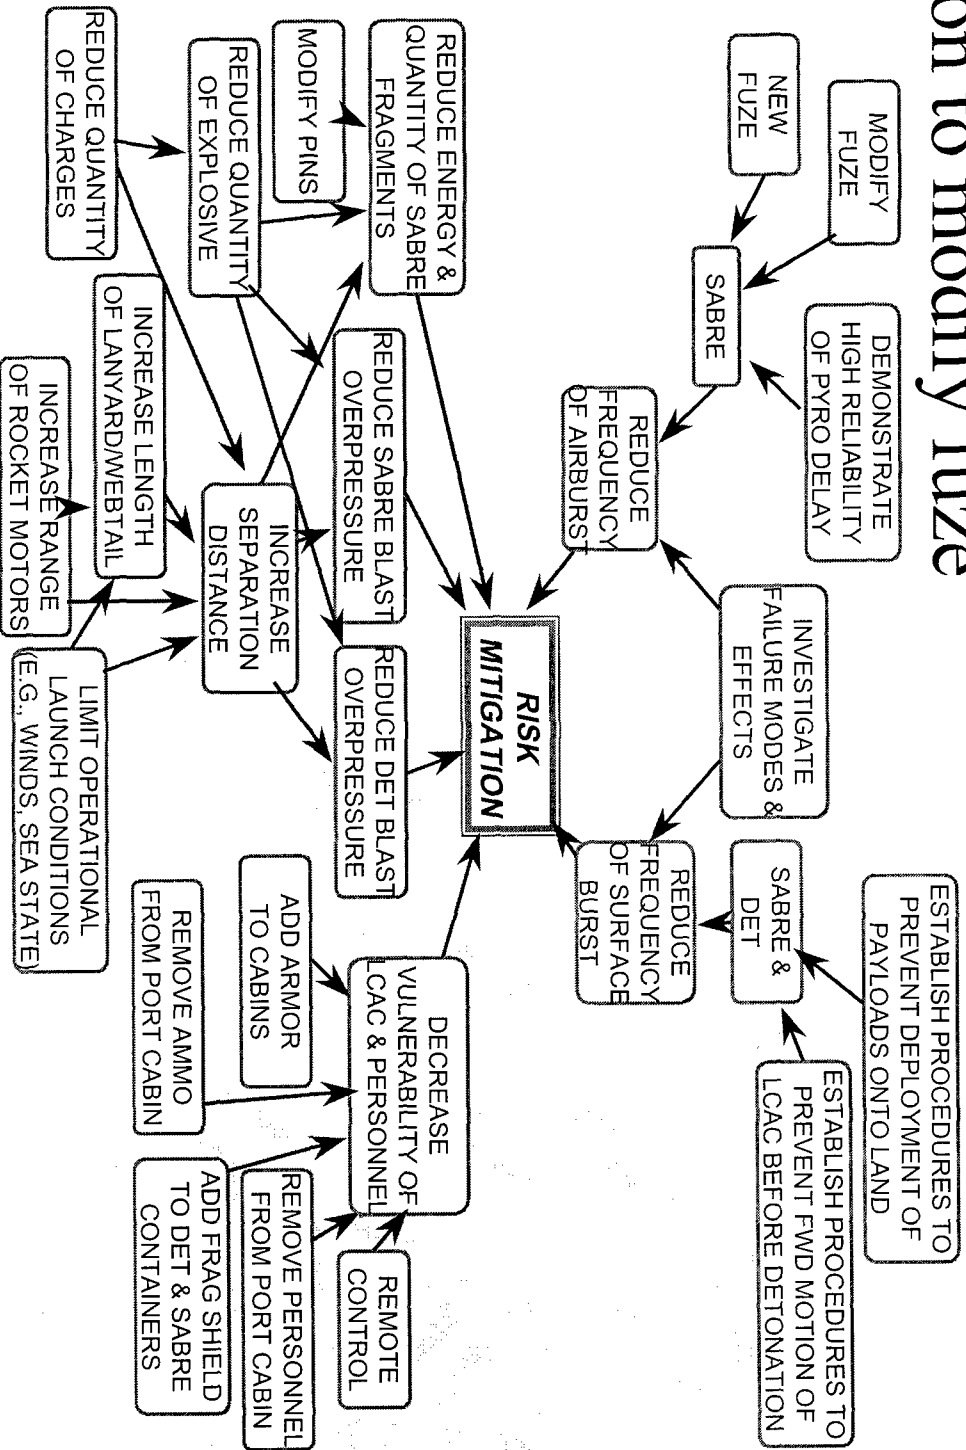 on to modify fuze
MODIFY
FUZE
NEW
FUZE
DEMONSTRATE
HIGH RELIABILITY
OF PYRO DELAY
SABRE
INVESTIGATE
FAILURE MODES &
EFFECTS
ESTABLISH PROCEDURES TO
PREVENT DEPLOYMENT OF
PAYLOADS ONTO LAND
ESTABLISH PROCEDURES TO
PREVENT FWD MOTION OF
LCAC BEFORE DETONATION
SABRE &
DET
REDUCE
FREQUENCY
OF AIRBURST
REDUCE
FREQUENCY
OF SURFACE
BURST
RISK
MITIGATION
REDUCE ENERGY &
QUANTITY OF SABRE
FRAGMENTS
MODIFY PINS
REDUCE QUANTITY
OF EXPLOSIVE
REDUCE QUANTITY
OF CHARGES
REDUCE SABRE BLAST
OVERPRESSURE
REDUCE DET BLAST
OVERPRESSURE
INCREASE
SEPARATION
DISTANCE
INCREASE LENGTH
OF LANYARD/WEBTAIL
INCREASE RANGE
OF ROCKET MOTORS
LIMIT OPERATIONAL
LAUNCH CONDITIONS
(E.G., WINDS, SEA STATE)
DECREASE
VULNERABILITY OF
LCAC & PERSONNEL
ADD ARMOR
TO CABINS
REMOVE AMMO
FROM PORT CABIN
ADD FRAG SHIELD
TO DET & SABRE
CONTAINERS
REMOVE PERSONNEL
FROM PORT CABIN
REMOTE
CONTROL